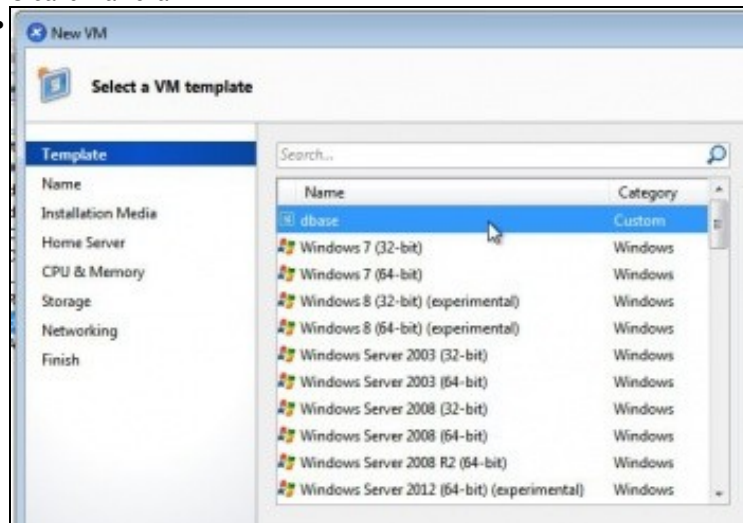 New VM
Select a VM template
Template
Name
Installation Media
Home Server
CPU & Memory
Storage
Networking
Finish
Search...
Name Category
dbase Custom
Windows 7 (32-bit) Windows
Windows 7 (64-bit) Windows
Windows 8 (32-bit) (experimental) Windows
Windows 8 (64-bit) (experimental) Windows
Windows Server 2003 (32-bit) Windows
Windows Server 2003 (64-bit) Windows
Windows Server 2008 (32-bit) Windows
Windows Server 2008 (64-bit) Windows
Windows Server 2008 R2 (64-bit) Windows
Windows Server 2012 (64-bit) (experimental) Windows